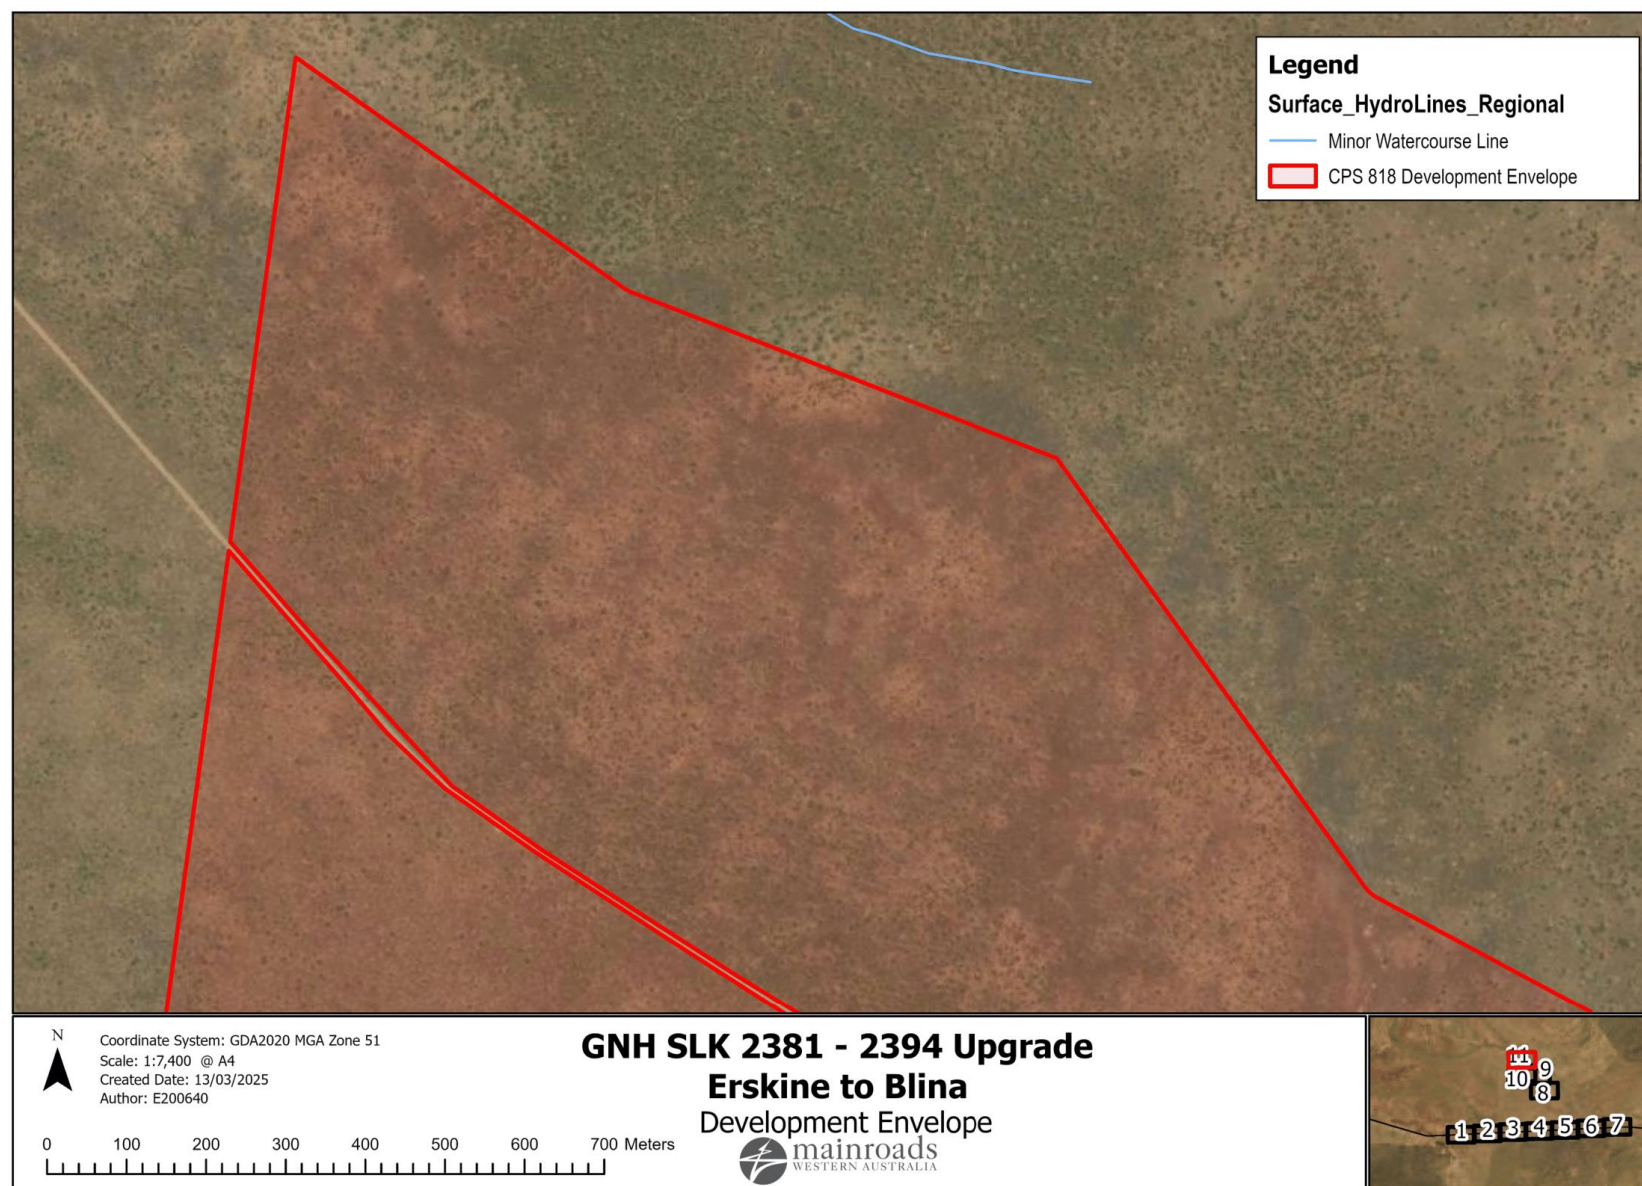 Legend
Surface_HydroLines_Regional
Minor Watercourse Line
CPS 818 Development Envelope
N
Coordinate System: GDA2020 MGA Zone 51
Scale: 1:7,400 @ A4
Created Date: 13/03/2025
Author: E200640
0 100 200 300 400 500 600 700 Meters
GNH SLK 2381 - 2394 Upgrade
Erskine to Blina
Development Envelope
mainroads
WESTERN AUSTRALIA
11
9
10
8
1 2 3 4 5 6 7